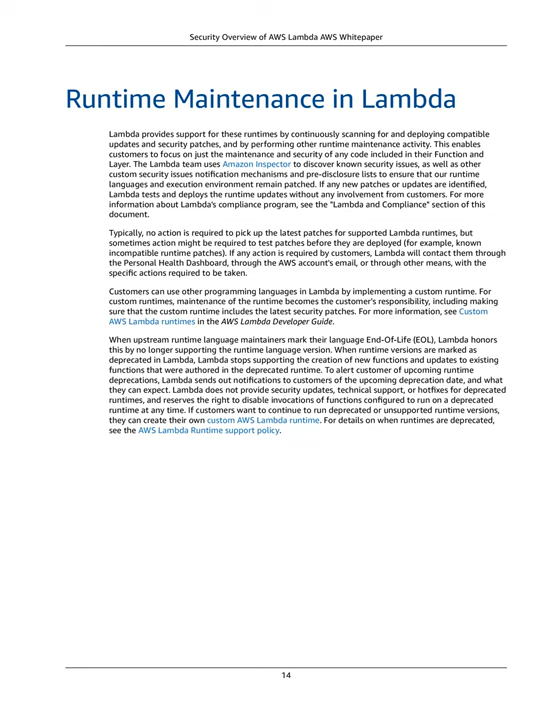 Security Overview of AWS Lambda AWS Whitepaper
Runtime Maintenance in Lambda
Lambda provides support for these runtimes by continuously scanning for and deploying compatible
updates and security patches, and by performing other runtime maintenance activity. This enables
customers to focus on just the maintenance and security of any code included in their Function and
Layer. The Lambda team uses Amazon Inspector to discover known security issues, as well as other
custom security issues notification mechanisms and pre-disclosure lists to ensure that our runtime
languages and execution environment remain patched. If any new patches or updates are identified,
Lambda tests and deploys the runtime updates without any involvement from customers. For more
information about Lambda's compliance program, see the "Lambda and Compliance" section of this
document.
Typically, no action is required to pick up the latest patches for supported Lambda runtimes, but
sometimes action might be required to test patches before they are deployed (for example, known
incompatible runtime patches). If any action is required by customers, Lambda will contact them through
the Personal Health Dashboard, through the AWS account's email, or through other means, with the
specific actions required to be taken.
Customers can use other programming languages in Lambda by implementing a custom runtime. For
custom runtimes, maintenance of the runtime becomes the customer's responsibility, including making
sure that the custom runtime includes the latest security patches. For more information, see Custom
AWS Lambda runtimes in the AWS Lambda Developer Guide.
When upstream runtime language maintainers mark their language End-Of-Life (EOL), Lambda honors
this by no longer supporting the runtime language version. When runtime versions are marked as
deprecated in Lambda, Lambda stops supporting the creation of new functions and updates to existing
functions that were authored in the deprecated runtime. To alert customer of upcoming runtime
deprecations, Lambda sends out notifications to customers of the upcoming deprecation date, and what
they can expect. Lambda does not provide security updates, technical support, or hotfixes for deprecated
runtimes, and reserves the right to disable invocations of functions configured to run on a deprecated
runtime at any time. If customers want to continue to run deprecated or unsupported runtime versions,
they can create their own custom AWS Lambda runtime. For details on when runtimes are deprecated,
see the AWS Lambda Runtime support policy.
14